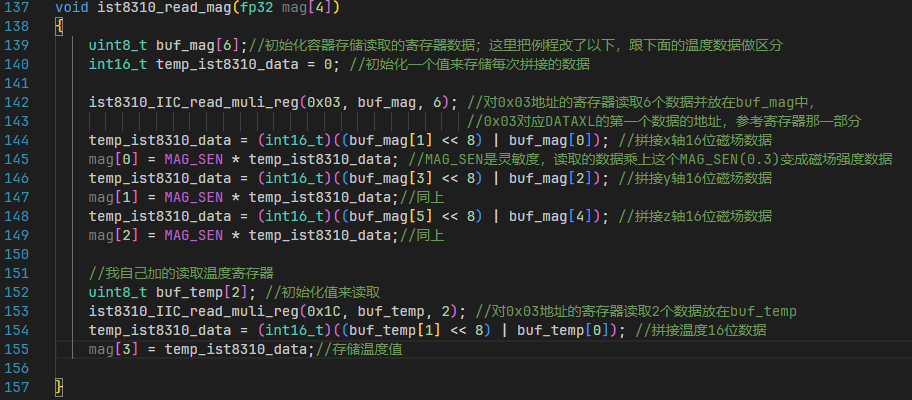 137 void ist8310_read_mag(fp32 mag[4])
138 {
139 uint8_t buf_mag[6];//初始化容器存储读取的寄存器数据；这里把例程改了以下，跟下面的温度数据做区分
140 int16_t temp_ist8310_data = 0; //初始化一个值来存储每次拼接的数据
141
142 ist8310_IIC_read_muli_reg(0x03, buf_mag, 6); //对0x03地址的寄存器读取6个数据并放在buf_mag中，
143 //0x03对应DATAXL的第一个数据的地址，参考寄存器那一部分
144 temp_ist8310_data = (int16_t)((buf_mag[1] << 8) | buf_mag[0]); //拼接x轴16位磁场数据
145 mag[0] = MAG_SEN * temp_ist8310_data; //MAG_SEN是灵敏度，读取的数据乘上这个MAG_SEN(0.3)变成磁场强度数据
146 temp_ist8310_data = (int16_t)((buf_mag[3] << 8) | buf_mag[2]); //拼接y轴16位磁场数据
147 mag[1] = MAG_SEN * temp_ist8310_data;//同上
148 temp_ist8310_data = (int16_t)((buf_mag[5] << 8) | buf_mag[4]); //拼接z轴16位磁场数据
149 mag[2] = MAG_SEN * temp_ist8310_data;//同上
150
151 //我自己加的读取温度寄存器
152 uint8_t buf_temp[2]; //初始化值来读取
153 ist8310_IIC_read_muli_reg(0x1C, buf_temp, 2); //对0x03地址的寄存器读取2个数据放在buf_temp
154 temp_ist8310_data = (int16_t)((buf_temp[1] << 8) | buf_temp[0]); //拼接温度16位数据
155 mag[3] = temp_ist8310_data;//存储温度值
156
157 }